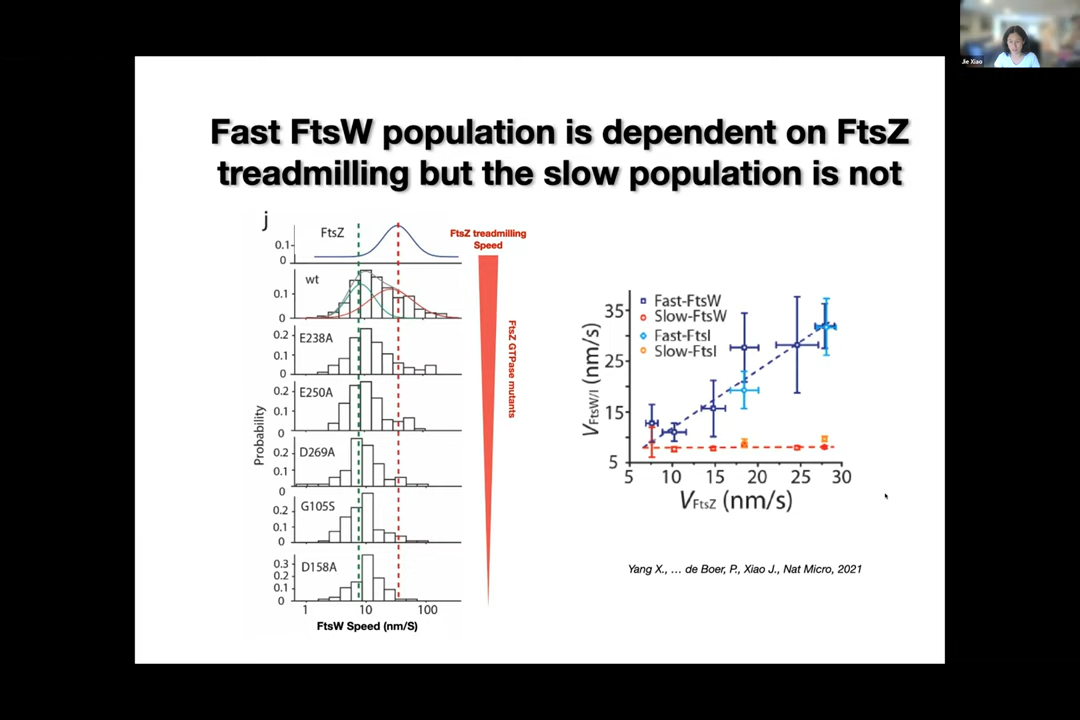 Jie Xiao
Fast FtsW population is dependent on FtsZ
treadmilling but the slow population is not
j
FtsZ
0.1
0
wt
0.1
0
E238A
0.2
0.1
0
E250A
0.2
0.1
0
D269A
0.2
0.1
0
G105S
0.2
0.1
0
D158A
0.3
0.2
0.1
0
1 10 100
FtsW Speed (nm/S)
Probability
FtsZ treadmilling
Speed
FtsZ GTPase mutants
Fast-FtsW
Slow-FtsW
Fast-FtsI
Slow-FtsI
35
25
15
5
VFtsW/I (nm/s)
5 10 15 20 25 30
VFtsZ (nm/s)
Yang X., ... de Boer, P., Xiao J., Nat Micro, 2021